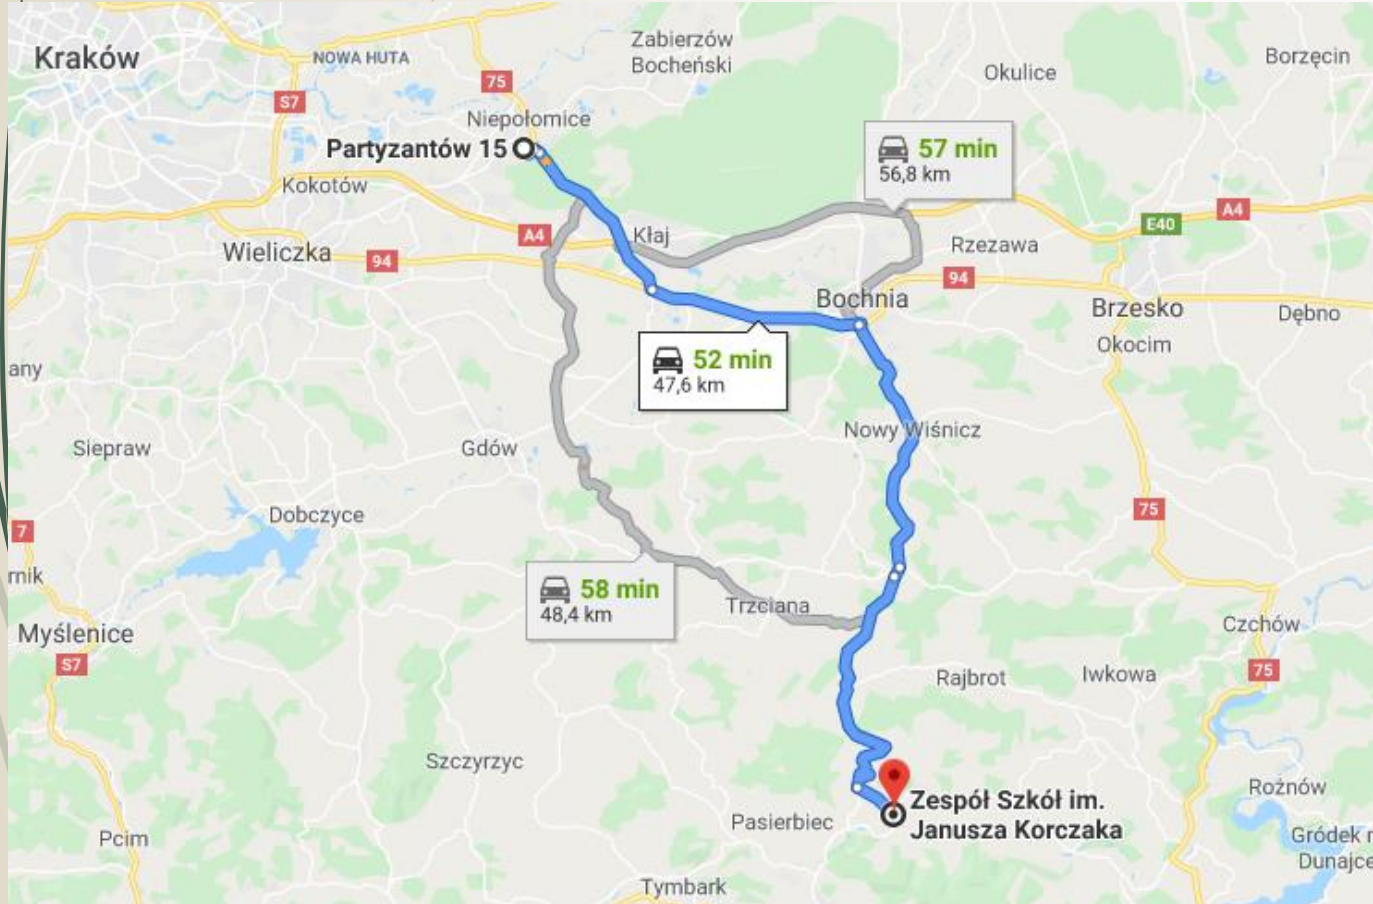 Kraków
NOWA HUTA
Zabierzów
Bocheński
Borzęcin
Okulice
75
S7
Niepołomice
Partyzantów 15
57 min
56,8 km
Kokotów
A4
E40
A4
Kłaj
Rzezawa
Wieliczka
94
94
Bochnia
Brzesko
Dębno
Okocim
52 min
47,6 km
any
Nowy Wiśnicz
Siepraw
Gdów
75
Dobczyce
7
rnik
58 min
48,4 km
Trzciana
Czchów
Myślenice
S7
75
Rajbrot
Iwkowa
Szczyrzyc
Rożnów
Zespół Szkół im.
Janusza Korczaka
Pasierbiec
Pcim
Gródek n
Dunajce
Tymbark